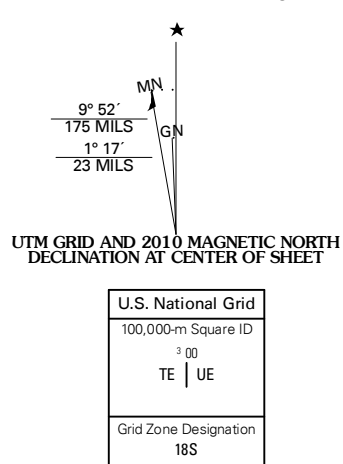 ★
MN
9° 52´
175 MILS
GN
1° 17´
23 MILS
UTM GRID AND 2010 MAGNETIC NORTH
DECLINATION AT CENTER OF SHEET
U.S. National Grid
100,000-m Square ID
3 00
TE UE
Grid Zone Designation
18S